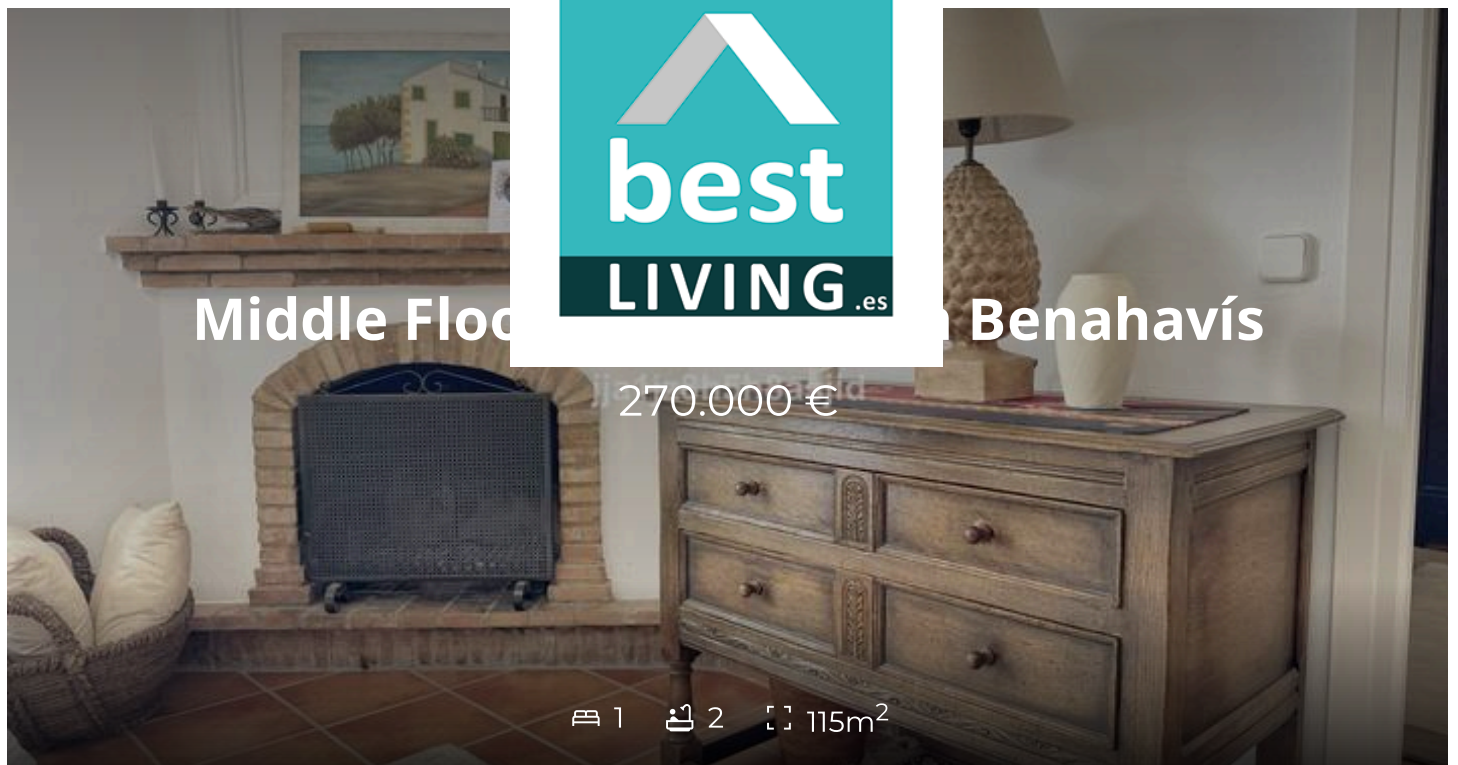 best
LIVING.es
Middle Floo Benahavís
270.000 €
1 2 115m²